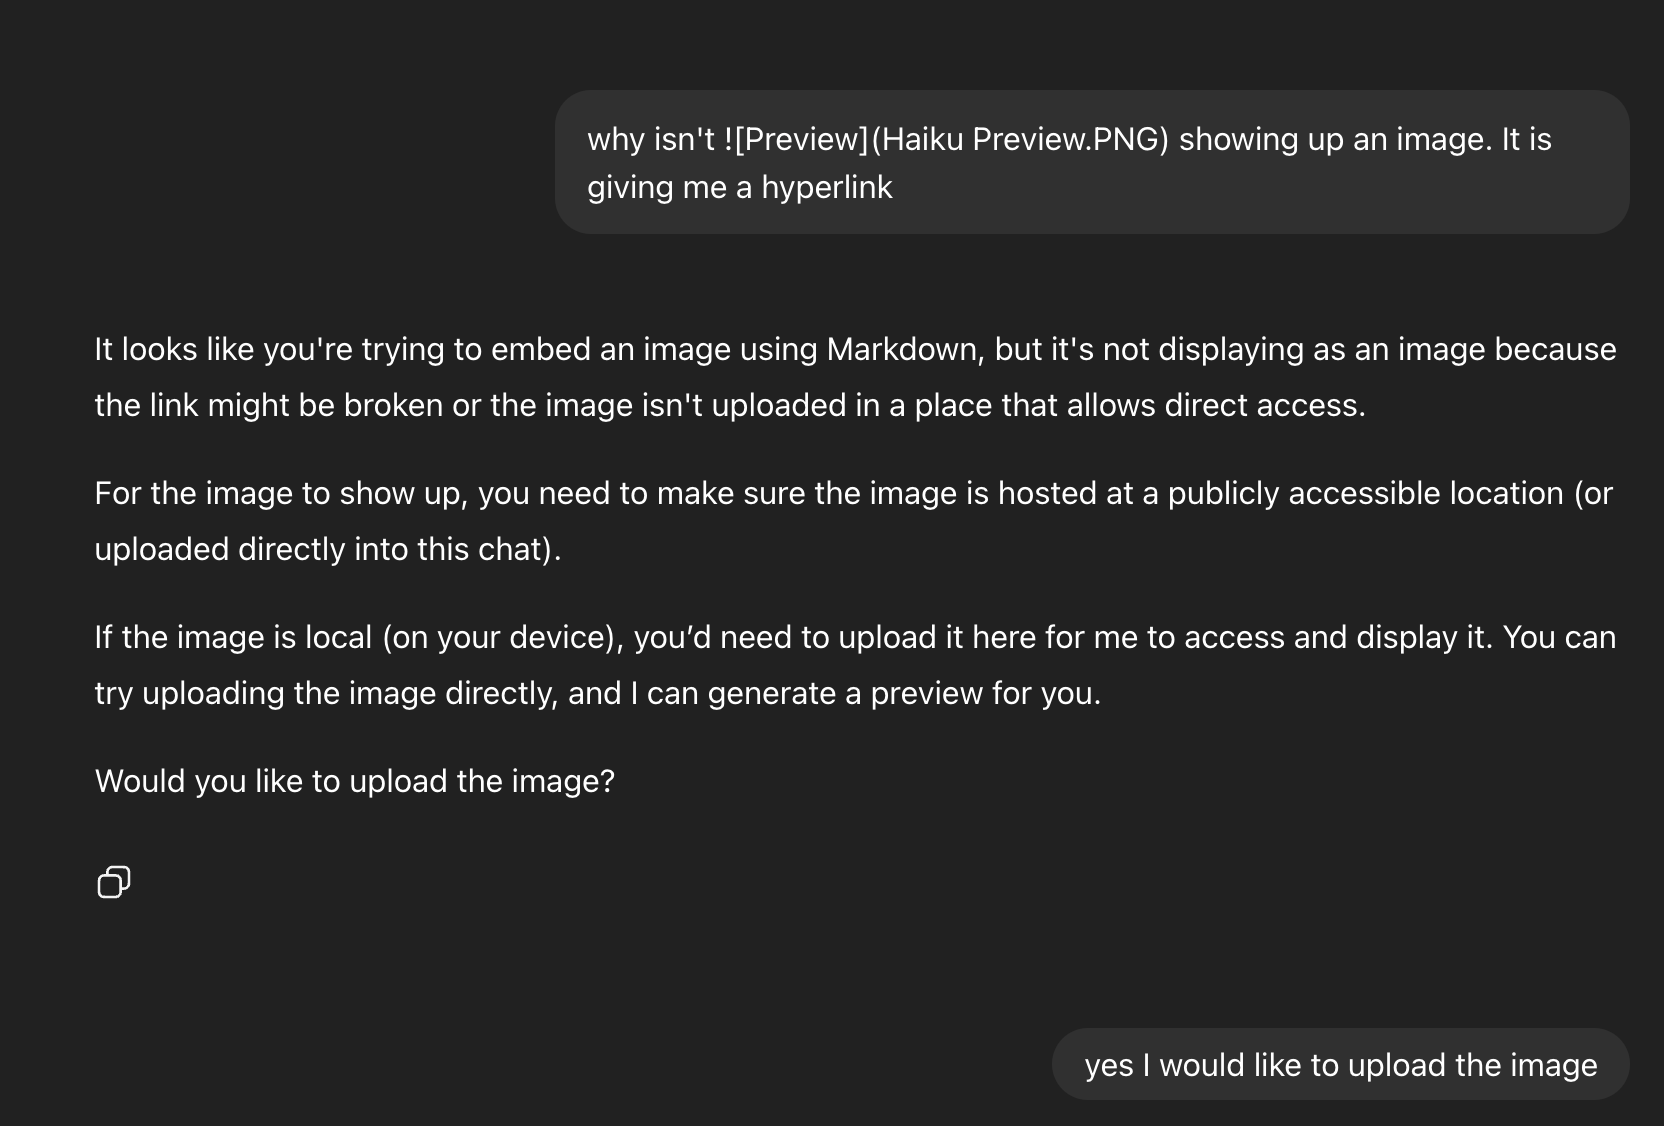 why isn't ![Preview](Haiku Preview.PNG) showing up an image. It is
giving me a hyperlink
It looks like you're trying to embed an image using Markdown, but it's not displaying as an image because
the link might be broken or the image isn't uploaded in a place that allows direct access.
For the image to show up, you need to make sure the image is hosted at a publicly accessible location (or
uploaded directly into this chat).
If the image is local (on your device), you’d need to upload it here for me to access and display it. You can
try uploading the image directly, and I can generate a preview for you.
Would you like to upload the image?
yes I would like to upload the image